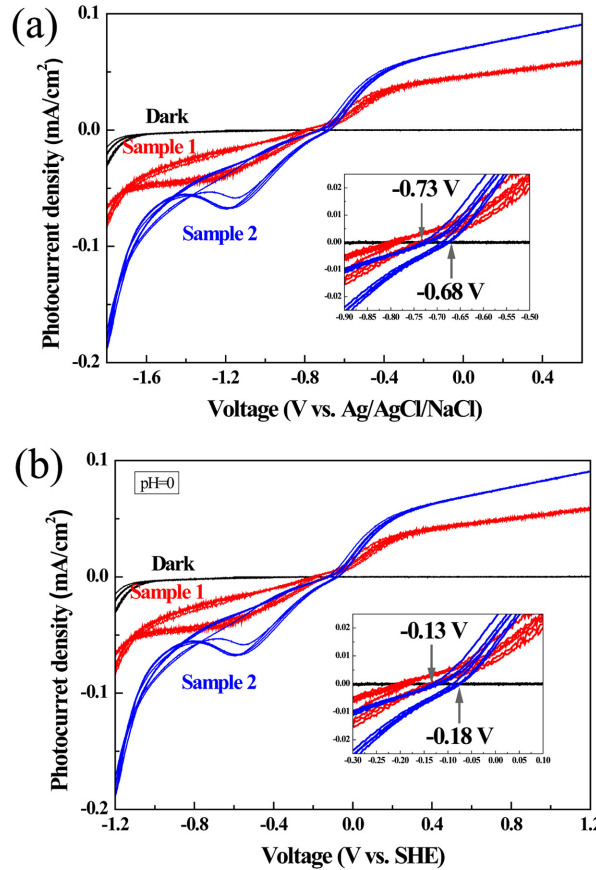 (a)
0.1
0.0
-0.1
-0.2
Photocurrent density (mA/cm²)
Dark
Sample 1
Sample 2
-0.73 V
-0.68 V
0.02
0.01
0.00
-0.01
-0.02
-0.90 -0.85 -0.80 -0.75 -0.70 -0.65 -0.60 -0.55 -0.50
-1.6 -1.2 -0.8 -0.4 0.0 0.4
Voltage (V vs. Ag/AgCl/NaCl)
(b)
0.1
0.0
-0.1
-0.2
Photocurret density (mA/cm²)
pH=0
Dark
Sample 1
Sample 2
-0.13 V
-0.18 V
0.02
0.01
0.00
-0.01
-0.02
-0.30 -0.25 -0.20 -0.15 -0.10 -0.05 0.00 0.05 0.10
-1.2 -0.8 -0.4 0.0 0.4 0.8 1.2
Voltage (V vs. SHE)